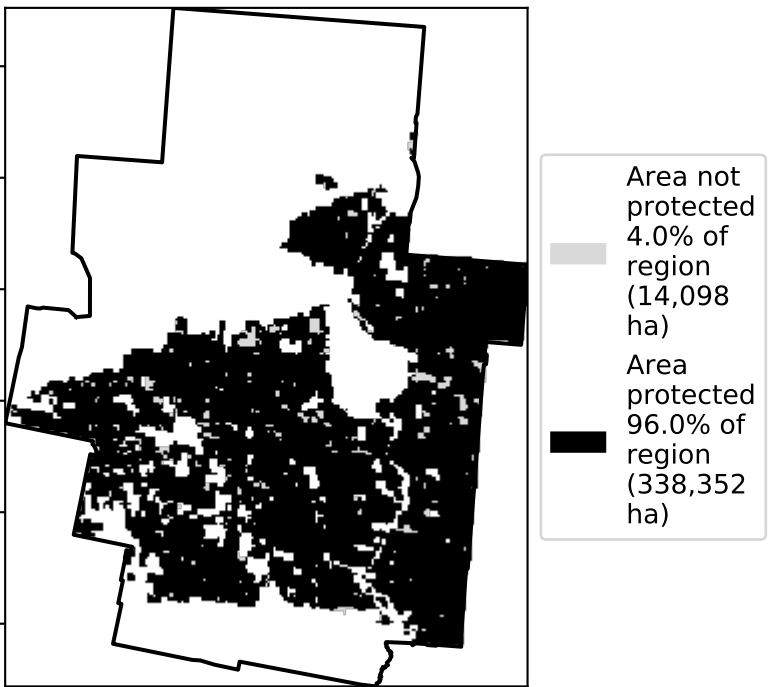 Area not
protected
4.0% of
region
(14,098
ha)
Area
protected
96.0% of
region
(338,352
ha)